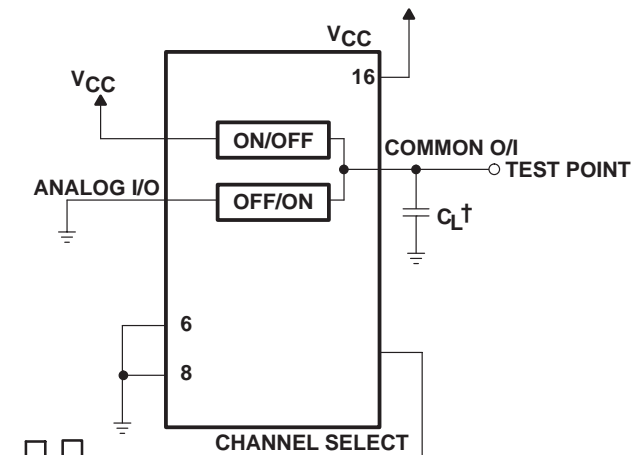 VCC
16
VCC
ON/OFF
COMMON O/I
TEST POINT
ANALOG I/O
OFF/ON
CL†
6
8
CHANNEL SELECT